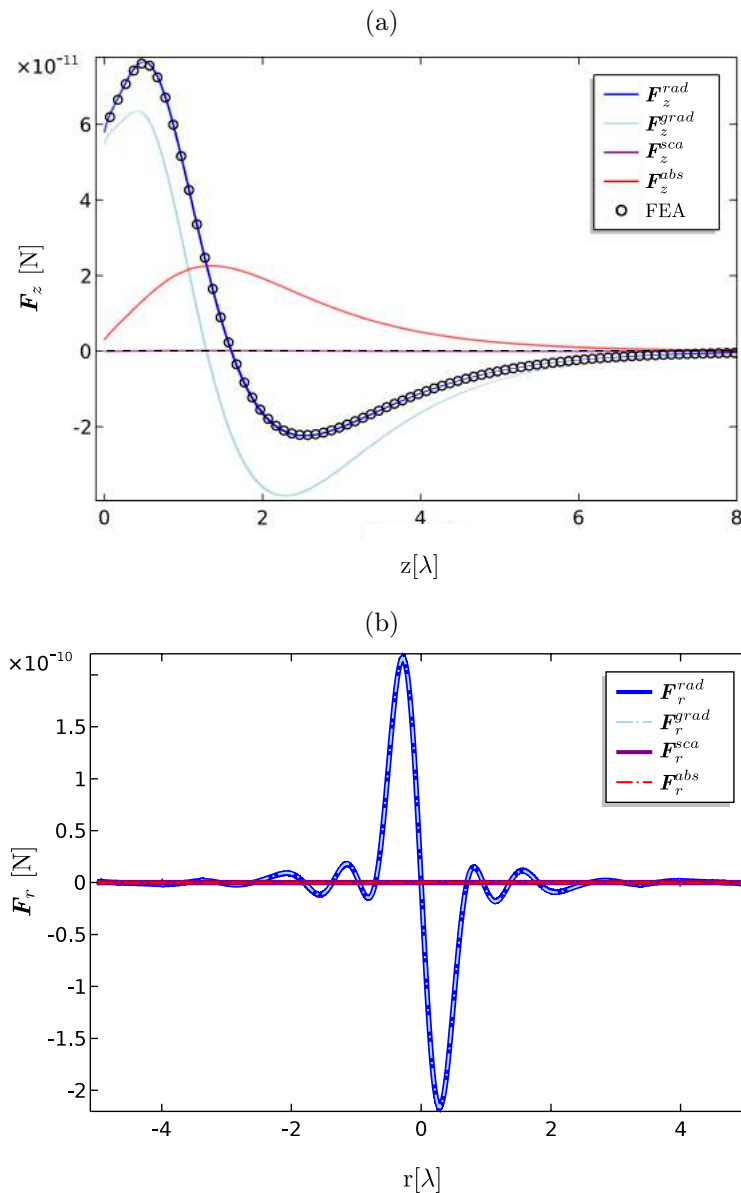 (a)
×10⁻¹¹
6
4
2
0
-2
F_z [N]
F_z^{rad}
F_z^{grad}
F_z^{sca}
F_z^{abs}
FEA
0 2 4 6 8
z[λ]
(b)
×10⁻¹⁰
1.5
1
0.5
0
-0.5
-1
-1.5
-2
F_r [N]
F_r^{rad}
F_r^{grad}
F_r^{sca}
F_r^{abs}
-4 -2 0 2 4
r[λ]